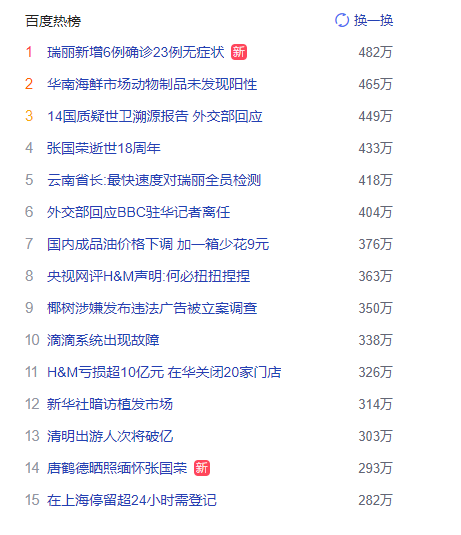 百度热榜 换一换
1 瑞丽新增6例确诊23例无症状 新 482万
2 华南海鲜市场动物制品未发现阳性 465万
3 14国质疑世卫溯源报告 外交部回应 449万
4 张国荣逝世18周年 433万
5 云南省长:最快速度对瑞丽全员检测 418万
6 外交部回应BBC驻华记者离任 404万
7 国内成品油价格下调 加一箱少花9元 376万
8 央视网评H&M声明:何必扭扭捏捏 363万
9 椰树涉嫌发布违法广告被立案调查 350万
10 滴滴系统出现故障 338万
11 H&M亏损超10亿元 在华关闭20家门店 326万
12 新华社暗访植发市场 314万
13 清明出游人次将破亿 303万
14 唐鹤德晒照缅怀张国荣 新 293万
15 在上海停留超24小时需登记 282万